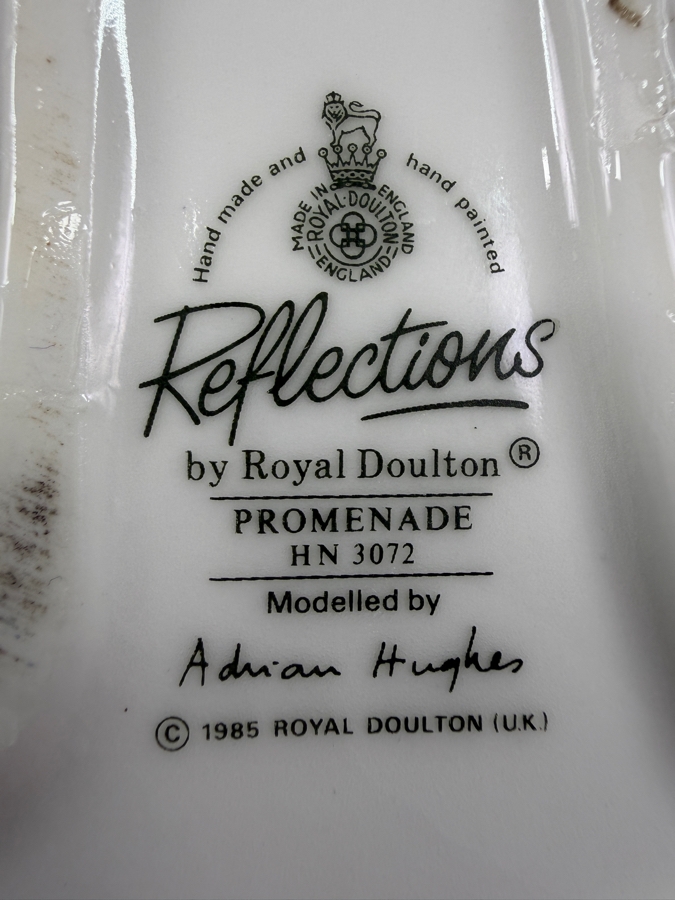 Hand made and hand painted
MADE IN ENGLAND
ROYAL·DOULTON
ENGLAND
Reflections
by Royal Doulton ®
PROMENADE
HN 3072
Modelled by
Adrian Hughes
© 1985 ROYAL DOULTON (U.K.)